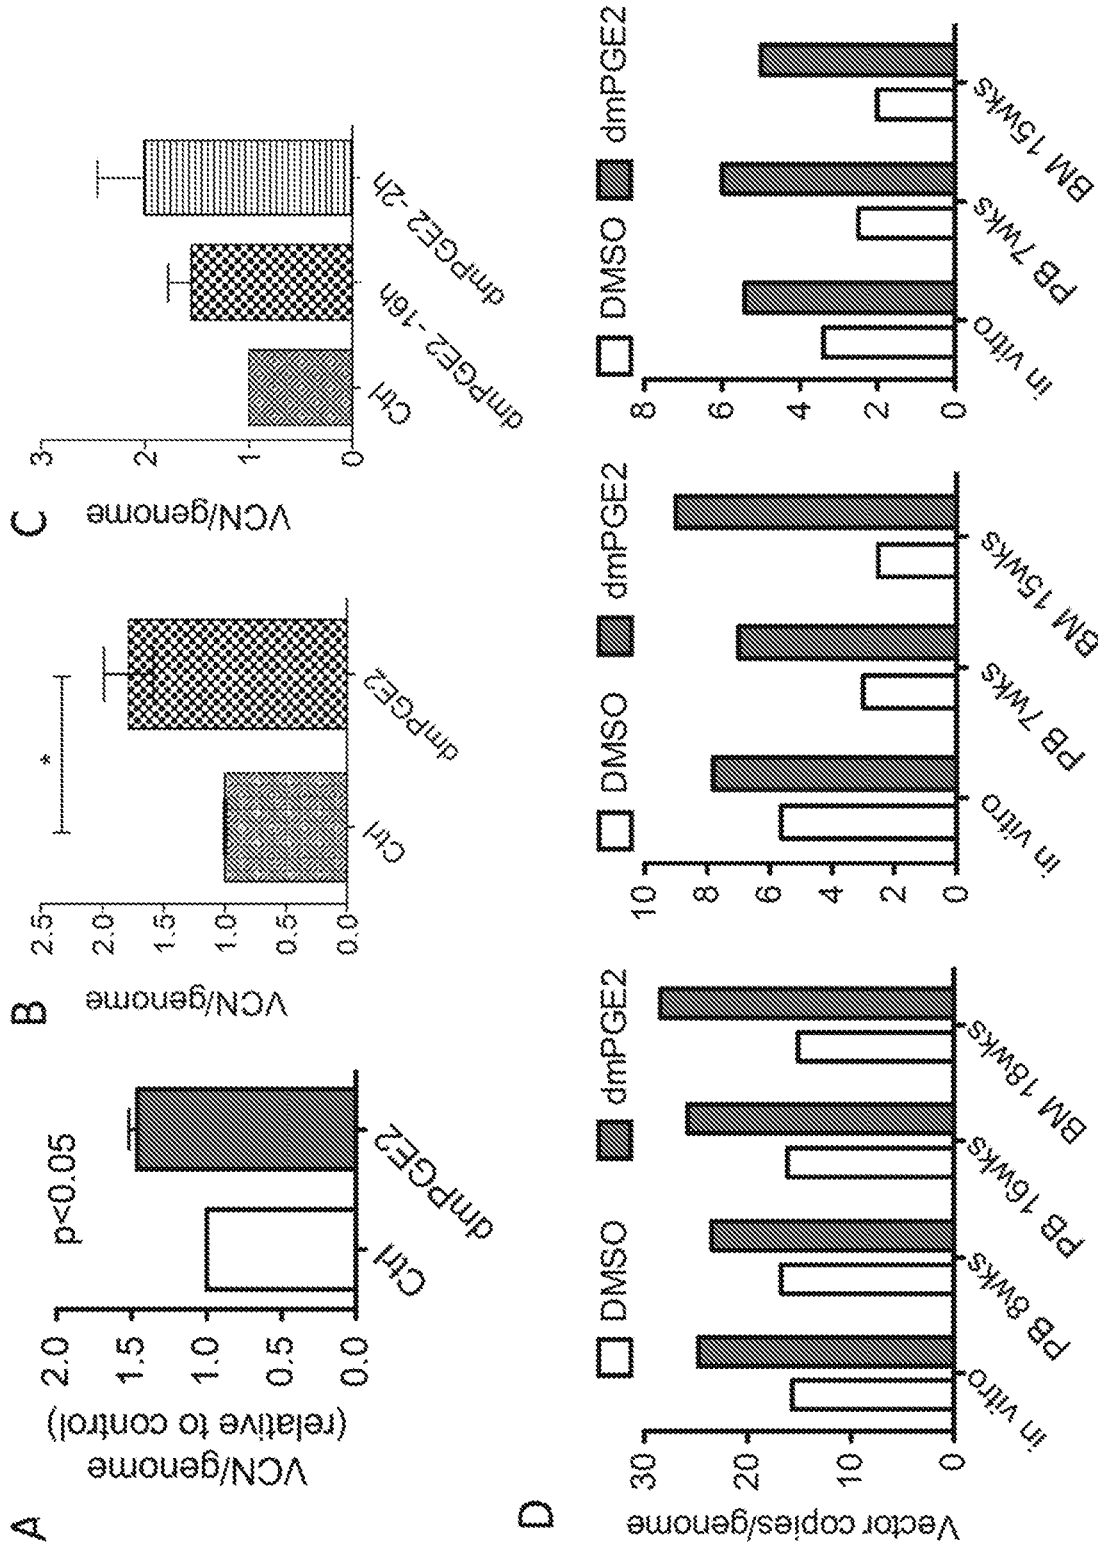 A
VCN/genome
(relative to control)
2.0
1.5
1.0
0.5
0.0
p<0.05
Ctrl
dmPGE2
B
VCN/genome
2.5
2.0
1.5
1.0
0.5
0.0
*
Ctrl
dmPGE2
C
VCN/genome
3
2
1
0
Ctrl
dmPGE2 -16h
dmPGE2 -2h
D
Vector copies/genome
DMSO dmPGE2
30
20
10
0
in vitro
PB 8wks
PB 16wks
BM 18wks
DMSO dmPGE2
10
8
6
4
2
0
in vitro
PB 7wks
BM 15wks
DMSO dmPGE2
8
6
4
2
0
in vitro
PB 7wks
BM 15wks